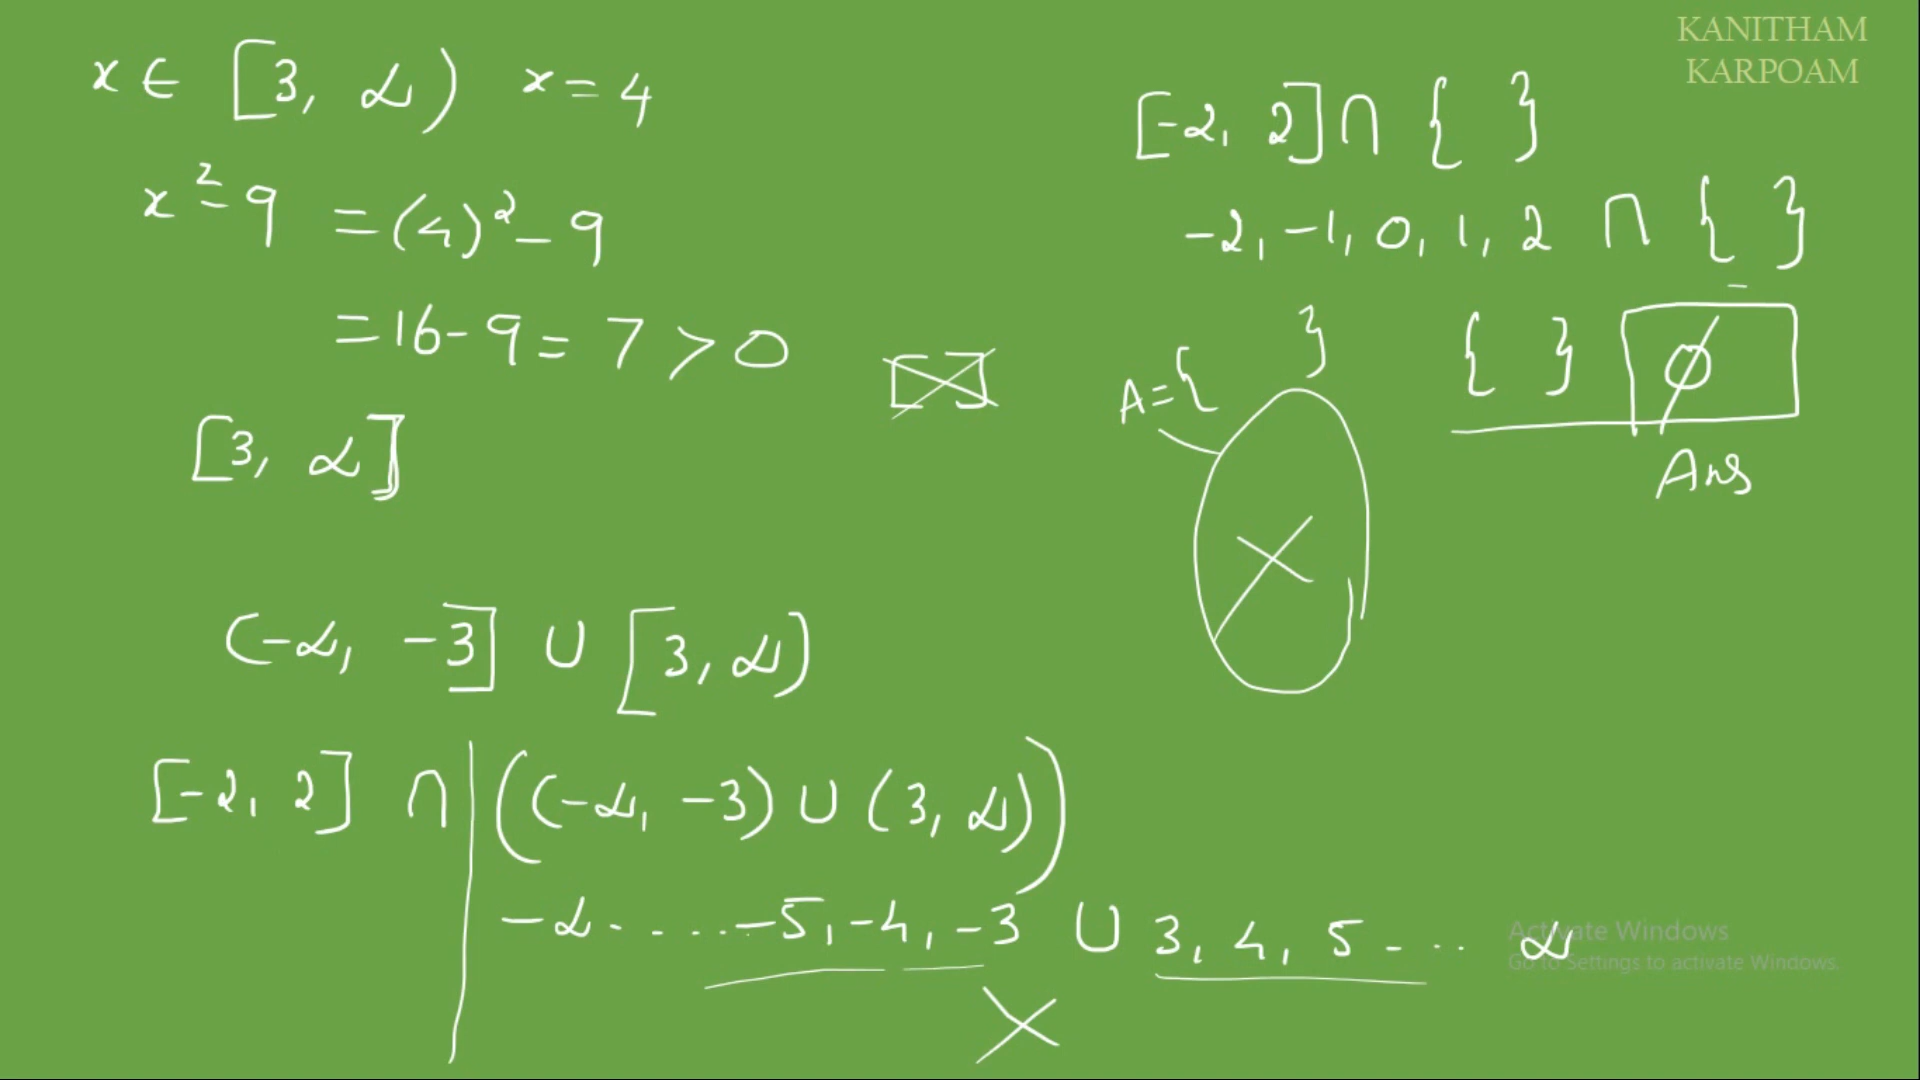 KANITHAM
KARPOAM
x ∈ [3, ∝) x = 4
x² - 9 = (4)² - 9
= 16 - 9 = 7 > 0
[ ]
[3, ∝]
(-∝, -3] ∪ [3, ∝)
[-2, 2] ∩ ((-∝, -3) ∪ (3, ∝))
-∝ . . . . . -5, -4, -3 ∪ 3, 4, 5 - ... ∝
[-2, 2] ∩ { }
-2, -1, 0, 1, 2 ∩ { }
A = { }
{ } ∅
Ans
Activate Windows
Go to Settings to activate Windows.